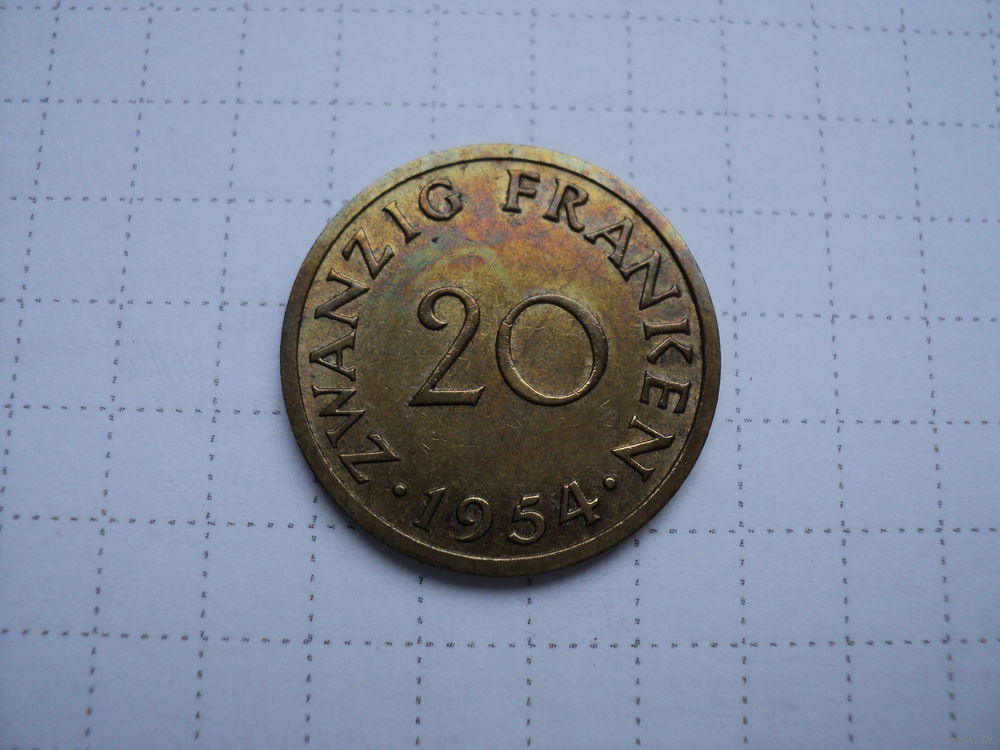 ZWANZIG FRANKEN
20
· 1954 ·